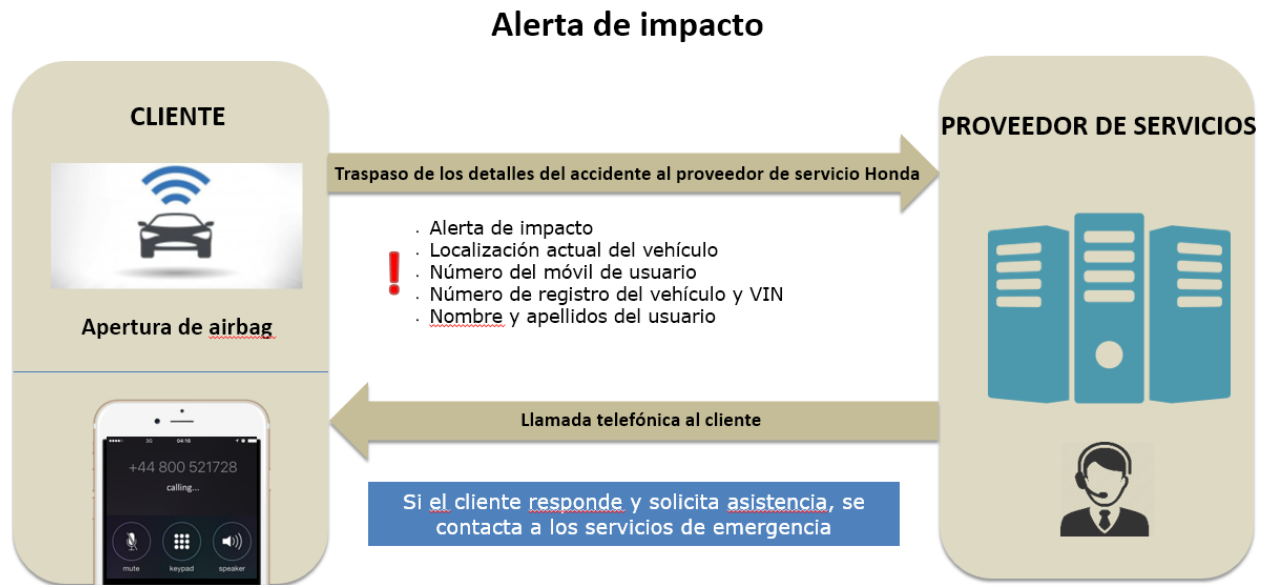 Alerta de impacto
CLIENTE
Apertura de airbag
3G
04:16
+44 800 521728
calling...
mute
keypad
speaker
Traspaso de los detalles del accidente al proveedor de servicio Honda
!
· Alerta de impacto
· Localización actual del vehículo
· Número del móvil de usuario
· Número de registro del vehículo y VIN
· Nombre y apellidos del usuario
Llamada telefónica al cliente
Si el cliente responde y solicita asistencia, se
contacta a los servicios de emergencia
PROVEEDOR DE SERVICIOS